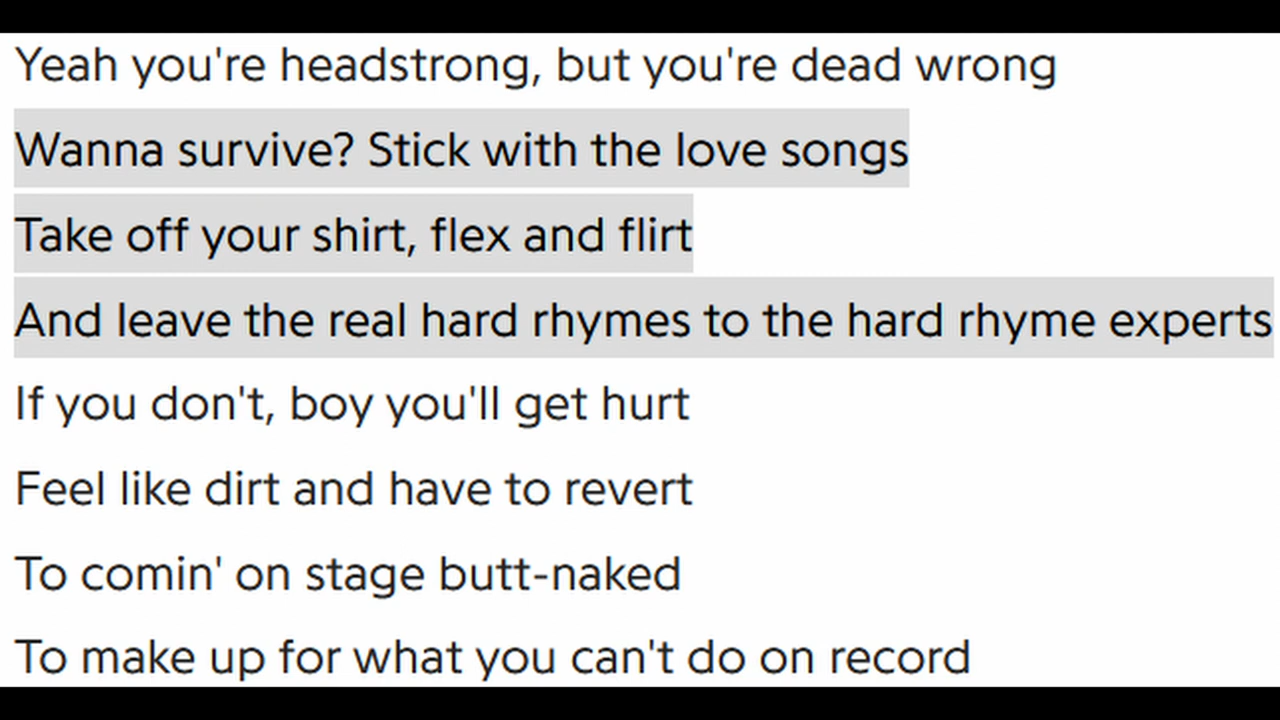 Yeah you're headstrong, but you're dead wrong
Wanna survive? Stick with the love songs
Take off your shirt, flex and flirt
And leave the real hard rhymes to the hard rhyme experts
If you don't, boy you'll get hurt
Feel like dirt and have to revert
To comin' on stage butt-naked
To make up for what you can't do on record